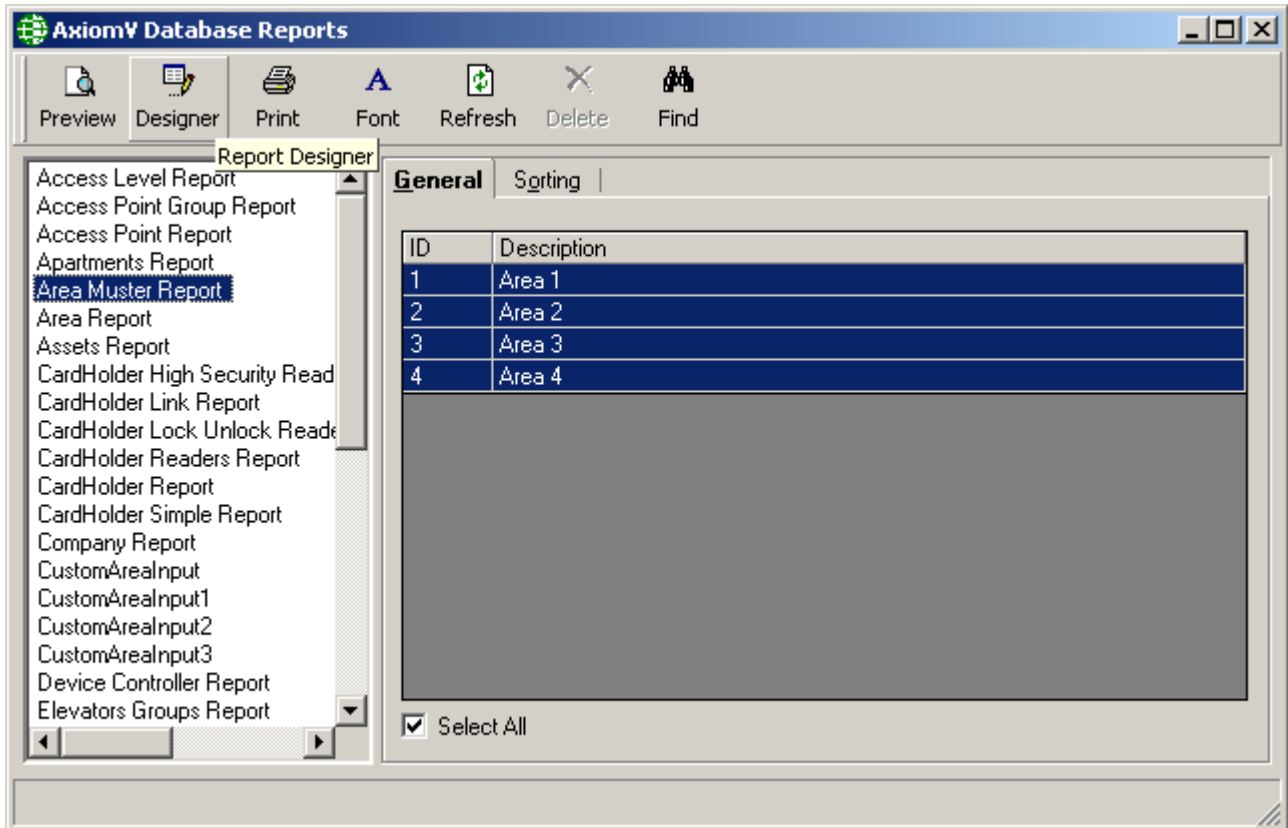 AxiomV Database Reports
Preview Designer Print Font Refresh Delete Find
Report Designer
Access Level Report
Access Point Group Report
Access Point Report
Apartments Report
Area Muster Report
Area Report
Assets Report
CardHolder High Security Read
CardHolder Link Report
CardHolder Lock Unlock Reade
CardHolder Readers Report
CardHolder Report
CardHolder Simple Report
Company Report
CustomAreaInput
CustomAreaInput1
CustomAreaInput2
CustomAreaInput3
Device Controller Report
Elevators Groups Report
General Sorting
ID Description
1 Area 1
2 Area 2
3 Area 3
4 Area 4
Select All